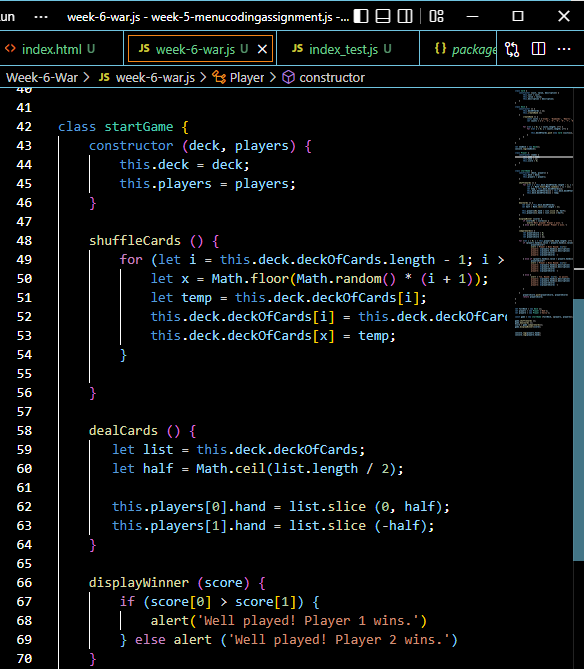 un ... week-6-war.js - week-5-menucodingassignment.js -...
<> index.html U JS week-6-war.js U × JS index_test.js U {} package
Week-6-War > JS week-6-war.js > Player > constructor
40
41
42 class startGame {
43 constructor (deck, players) {
44 this.deck = deck;
45 this.players = players;
46 }
47
48 shuffleCards () {
49 for (let i = this.deck.deckOfCards.length - 1; i >
50 let x = Math.floor(Math.random() * (i + 1));
51 let temp = this.deck.deckOfCards[i];
52 this.deck.deckOfCards[i] = this.deck.deckOfCar
53 this.deck.deckOfCards[x] = temp;
54 }
55
56 }
57
58 dealCards () {
59 let list = this.deck.deckOfCards;
60 let half = Math.ceil(list.length / 2);
61
62 this.players[0].hand = list.slice (0, half);
63 this.players[1].hand = list.slice (-half);
64 }
65
66 displayWinner (score) {
67 if (score[0] > score[1]) {
68 alert('Well played! Player 1 wins.')
69 } else alert ('Well played! Player 2 wins.')
70 }